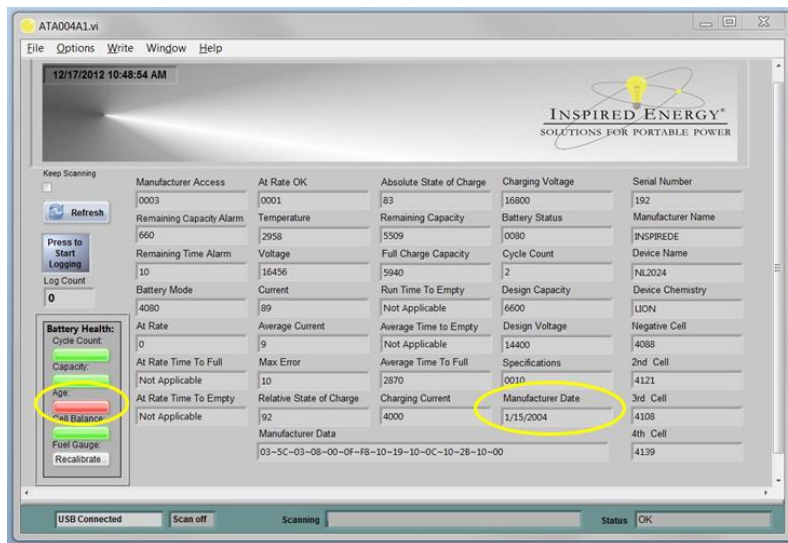 ATA004A1.vi
File Options Write Window Help
12/17/2012 10:48:54 AM
INSPIRED ENERGY®
SOLUTIONS FOR PORTABLE POWER
Keep Scanning
Refresh
Press to
Start
Logging
Log Count
0
Battery Health:
Cycle Count:
Capacity:
Age:
Cell Balance:
Fuel Gauge:
Recalibrate
Manufacturer Access At Rate OK Absolute State of Charge Charging Voltage Serial Number
0003 0001 83 16800 192
Remaining Capacity Alarm Temperature Remaining Capacity Battery Status Manufacturer Name
660 2958 5509 0080 INSPIREDE
Remaining Time Alarm Voltage Full Charge Capacity Cycle Count Device Name
10 16456 5940 2 NL2024
Battery Mode Current Run Time To Empty Design Capacity Device Chemistry
4080 89 Not Applicable 6600 LION
At Rate Average Current Average Time to Empty Design Voltage Negative Cell
0 9 Not Applicable 14400 4088
At Rate Time To Full Max Error Average Time To Full Specifications 2nd Cell
Not Applicable 10 2870 0010 4121
At Rate Time To Empty Relative State of Charge Charging Current Manufacturer Date 3rd Cell
Not Applicable 92 4000 1/15/2004 4108
Manufacturer Data 4th Cell
03~5C~03~08~00~0F~F8~10~19~10~0C~10~2B~10~00 4139
USB Connected Scan off Scanning Status OK